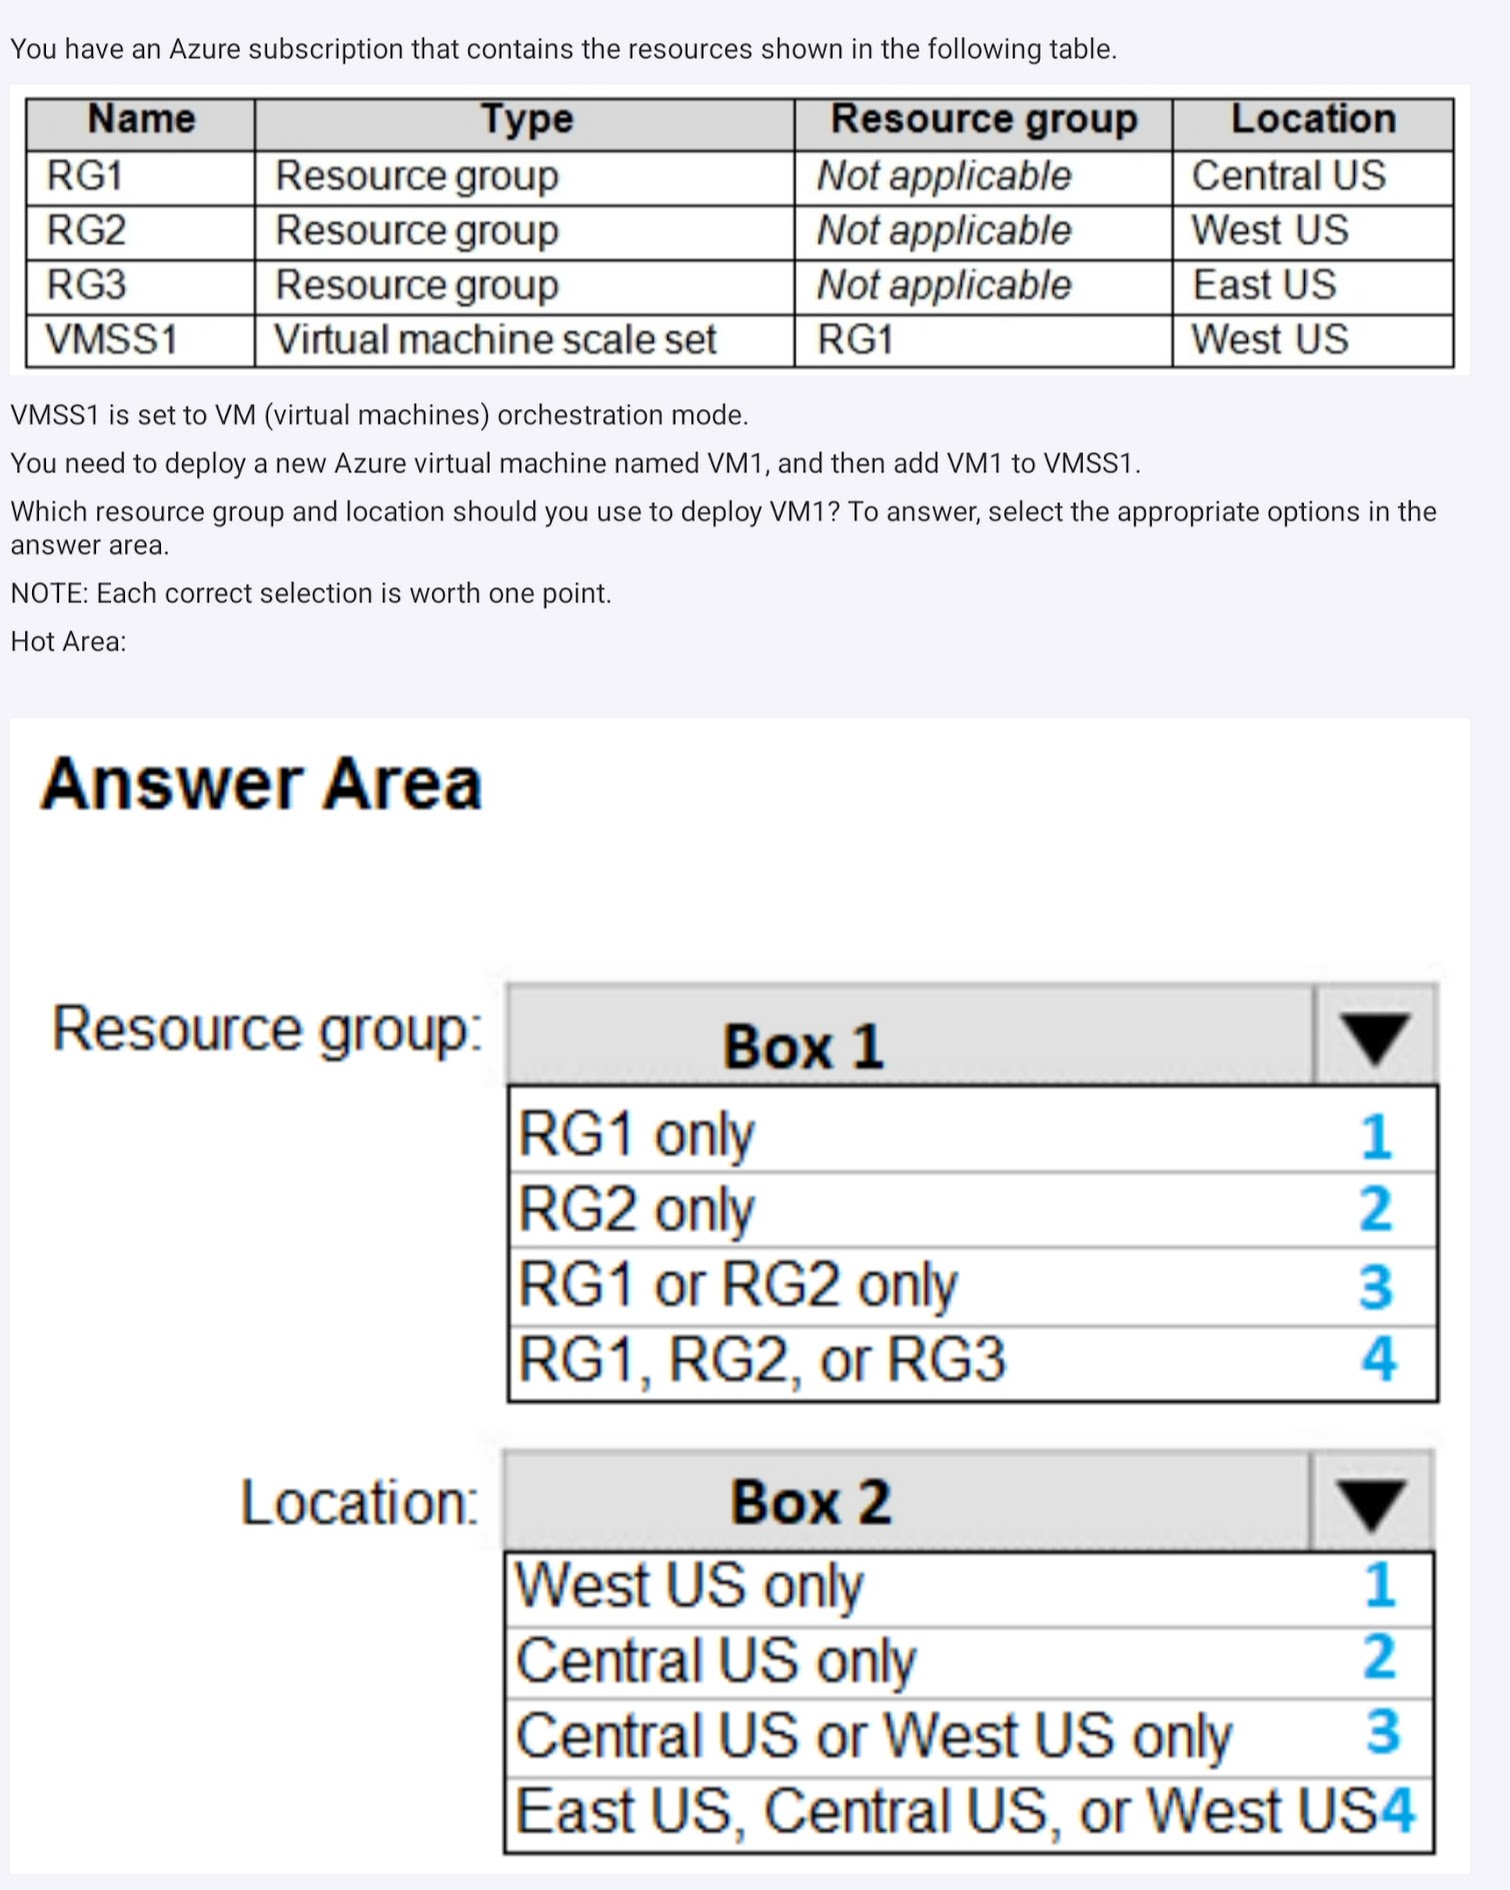 You have an Azure subscription that contains the resources shown in the following table.
Name Type Resource group Location
RG1 Resource group Not applicable Central US
RG2 Resource group Not applicable West US
RG3 Resource group Not applicable East US
VMSS1 Virtual machine scale set RG1 West US
VMSS1 is set to VM (virtual machines) orchestration mode.
You need to deploy a new Azure virtual machine named VM1, and then add VM1 to VMSS1.
Which resource group and location should you use to deploy VM1? To answer, select the appropriate options in the
answer area.
NOTE: Each correct selection is worth one point.
Hot Area:
Answer Area
Resource group: Box 1
RG1 only 1
RG2 only 2
RG1 or RG2 only 3
RG1, RG2, or RG3 4
Location: Box 2
West US only 1
Central US only 2
Central US or West US only 3
East US, Central US, or West US 4